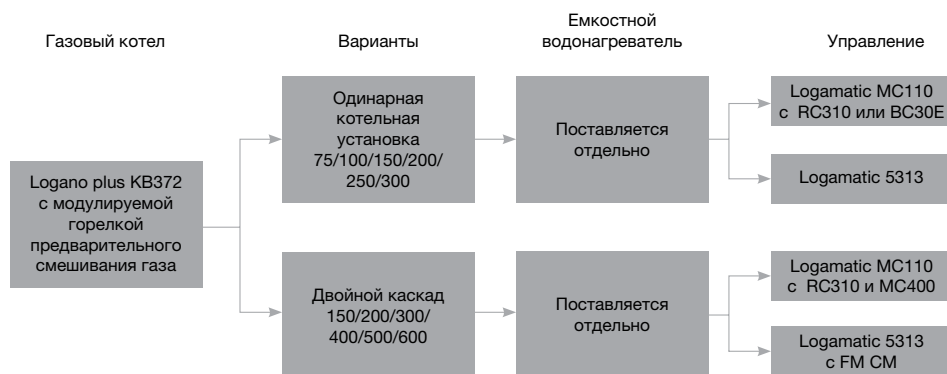 Газовый котел
Варианты
Емкостной
водонагреватель
Управление
Logano plus KB372
с модулируемой
горелкой
предварительного
смешивания газа
Одинарная
котельная
установка
75/100/150/200/
250/300
Поставляется
отдельно
Logamatic MC110
с RC310 или BC30E
Logamatic 5313
Двойной каскад
150/200/300/
400/500/600
Поставляется
отдельно
Logamatic MC110
с RC310 и MC400
Logamatic 5313
с FM CM